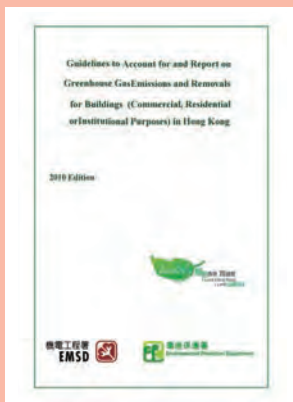 Guidelines to Account for and Report on
Greenhouse GasEmissions and Removals
for Buildings (Commercial, Residential
orInstitutional Purposes) in Hong Kong
2010 Edition
機電工程署
EMSD
環境保護署
Environmental Protection Department